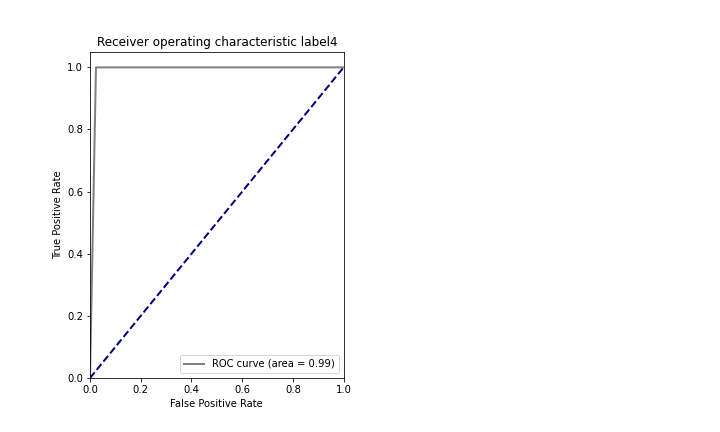 Receiver operating characteristic label4
1.0
0.8
0.6
0.4
0.2
0.0
True Positive Rate
ROC curve (area = 0.99)
0.0 0.2 0.4 0.6 0.8 1.0
False Positive Rate